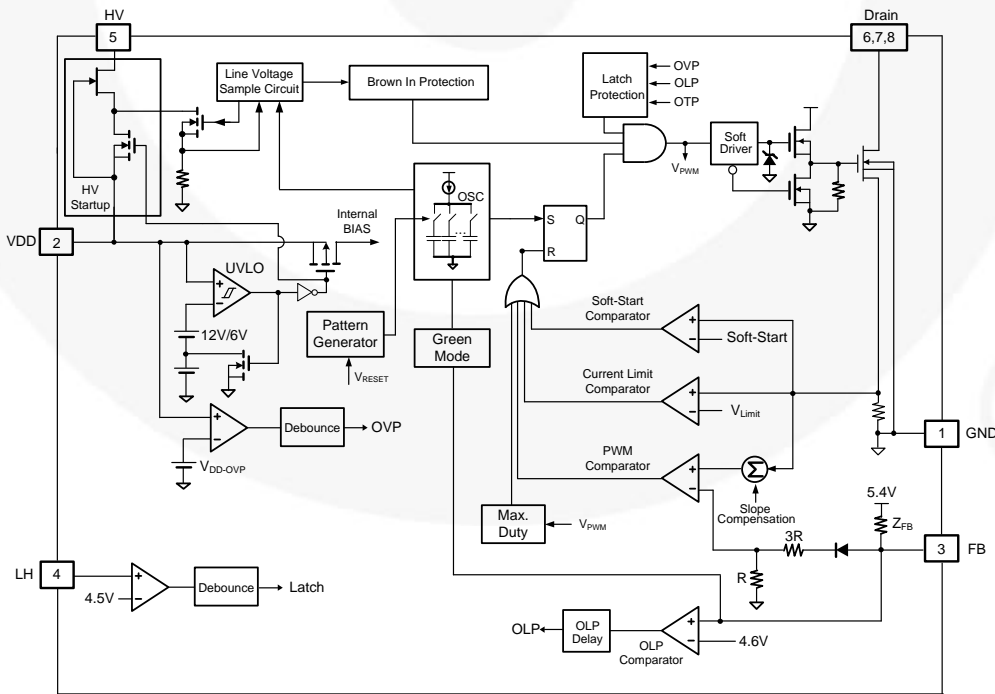 HV
5
Drain
6,7,8
Line Voltage
Sample Circuit
Brown In Protection
Latch
Protection
OVP
OLP
OTP
Soft
Driver
VPWM
HV
Startup
OSC
S
Q
R
VDD
2
Internal
BIAS
UVLO
12V/6V
Pattern
Generator
VRESET
Green
Mode
Soft-Start
Comparator
+
−
Soft-Start
Current Limit
Comparator
+
−
VLimit
1
GND
+
−
+
−
VDD-OVP
Debounce
OVP
PWM
Comparator
+
−
Σ
Slope
Compensation
Max.
Duty
VPWM
5.4V
ZFB
3R
R
3
FB
LH
4
+
−
4.5V
Debounce
Latch
OLP
OLP
Delay
OLP
Comparator
+
−
4.6V